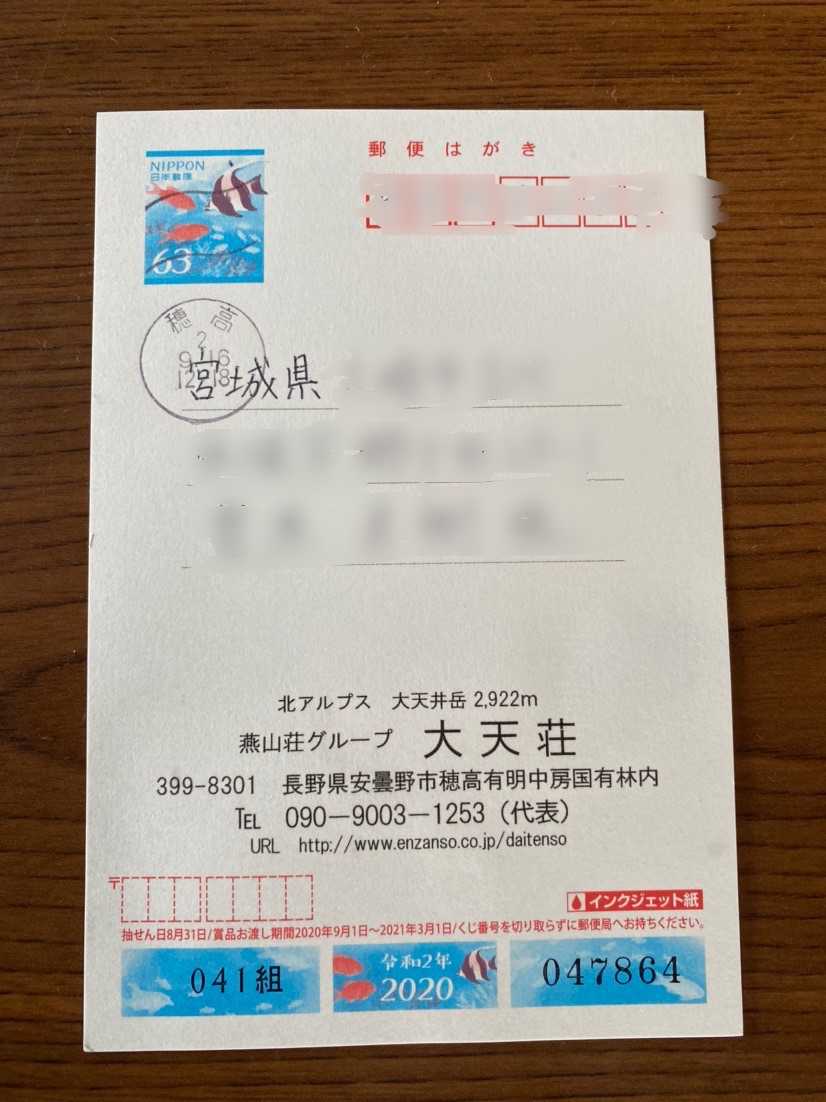 郵便はがき
NIPPON
日本郵便
63
穂高
2
9.16
12-18
宮城県
北アルプス 大天井岳 2,922m
燕山荘グループ 大天荘
399-8301 長野県安曇野市穂高有明中房国有林内
TEL 090-9003-1253(代表)
URL http://www.enzanso.co.jp/daitenso
〒
インクジェット紙
抽せん日8月31日/賞品お渡し期間2020年9月1日~2021年3月1日/くじ番号を切り取らずに郵便局へお持ちください。
041組
令和2年
2020
047864